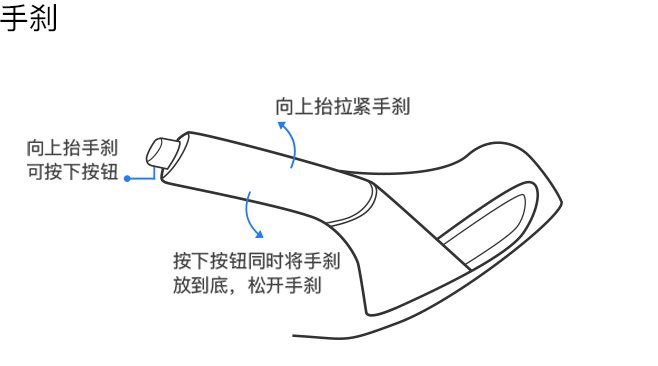 手刹
向上抬拉紧手刹
向上抬手刹
可按下按钮
按下按钮同时将手刹
放到底，松开手刹